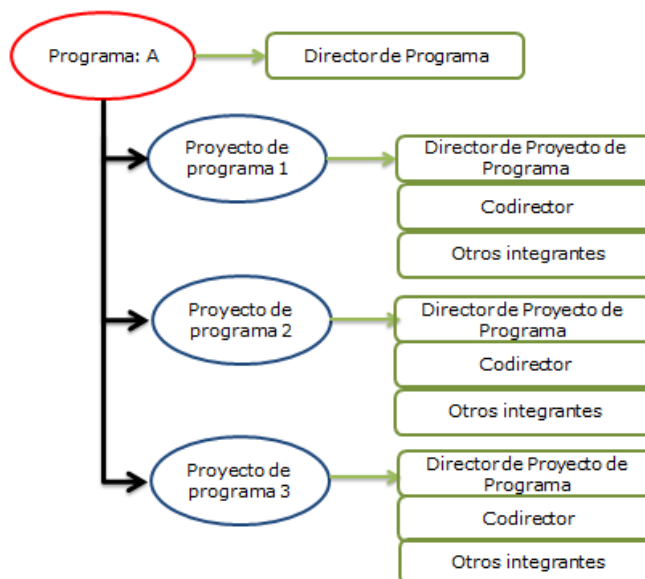 Programa: A
Director de Programa
Proyecto de
programa 1
Director de Proyecto de
Programa
Codirector
Otros integrantes
Proyecto de
programa 2
Director de Proyecto de
Programa
Codirector
Otros integrantes
Proyecto de
programa 3
Director de Proyecto de
Programa
Codirector
Otros integrantes